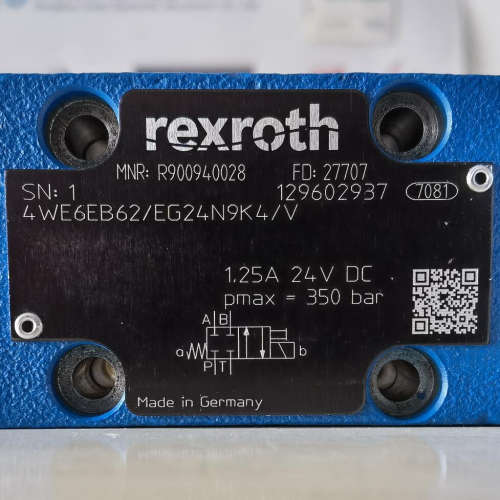 rexroth
MNR: R900940028 FD: 27707
SN: 1 129602937 7081
4WE6EB62/EG24N9K4/V
1.25A 24V DC
pmax = 350 bar
A B
a b
P T
Made in Germany